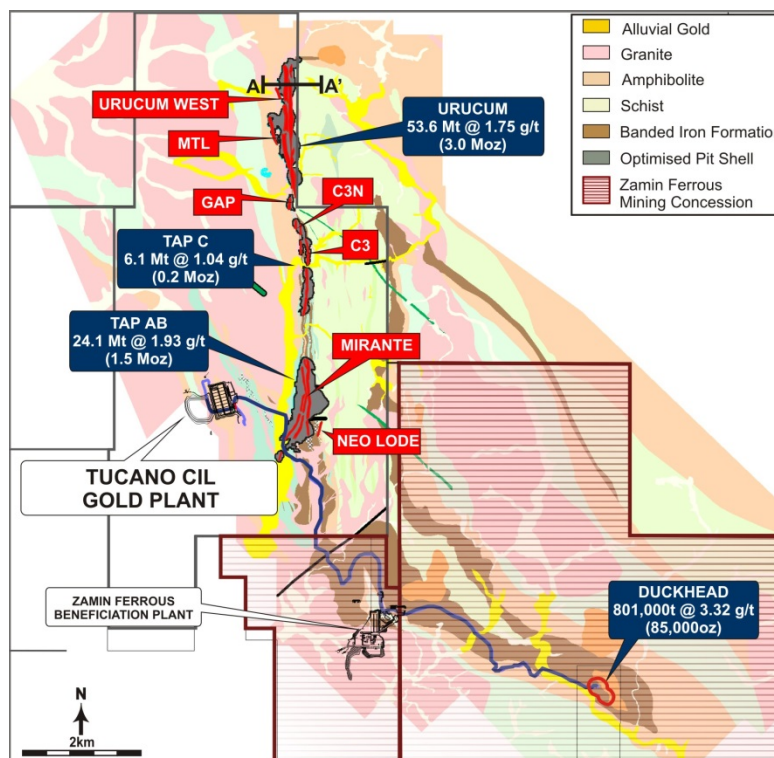 Alluvial Gold
Granite
Amphibolite
Schist
Banded Iron Formation
Optimised Pit Shell
Zamin Ferrous
Mining Concession
A
A'
URUCUM WEST
URUCUM
53.6 Mt @ 1.75 g/t
(3.0 Moz)
MTL
GAP
C3N
C3
TAP C
6.1 Mt @ 1.04 g/t
(0.2 Moz)
TAP AB
24.1 Mt @ 1.93 g/t
(1.5 Moz)
MIRANTE
NEO LODE
TUCANO CIL
GOLD PLANT
ZAMIN FERROUS
BENEFICIATION PLANT
DUCKHEAD
801,000t @ 3.32 g/t
(85,000oz)
N
2km